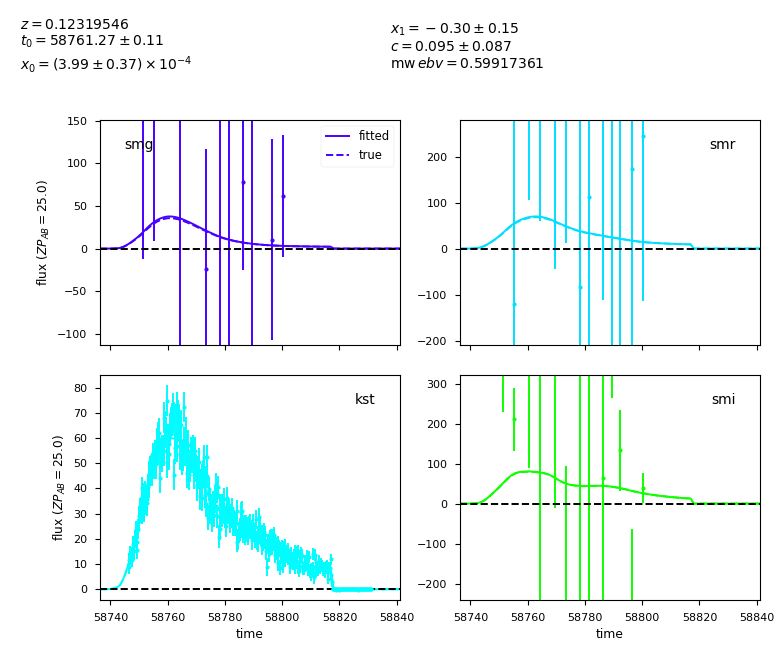 z = 0.12319546
t₀ = 58761.27 ± 0.11
x₀ = (3.99 ± 0.37) × 10⁻⁴
x₁ = −0.30 ± 0.15
c = 0.095 ± 0.087
mw ebv = 0.59917361
smg
fitted
true
150
100
50
0
−50
−100
flux (ZP_AB = 25.0)
smr
200
100
0
−100
−200
kst
80
70
60
50
40
30
20
10
0
flux (ZP_AB = 25.0)
58740 58760 58780 58800 58820 58840
time
smi
300
200
100
0
−100
−200
58740 58760 58780 58800 58820 58840
time